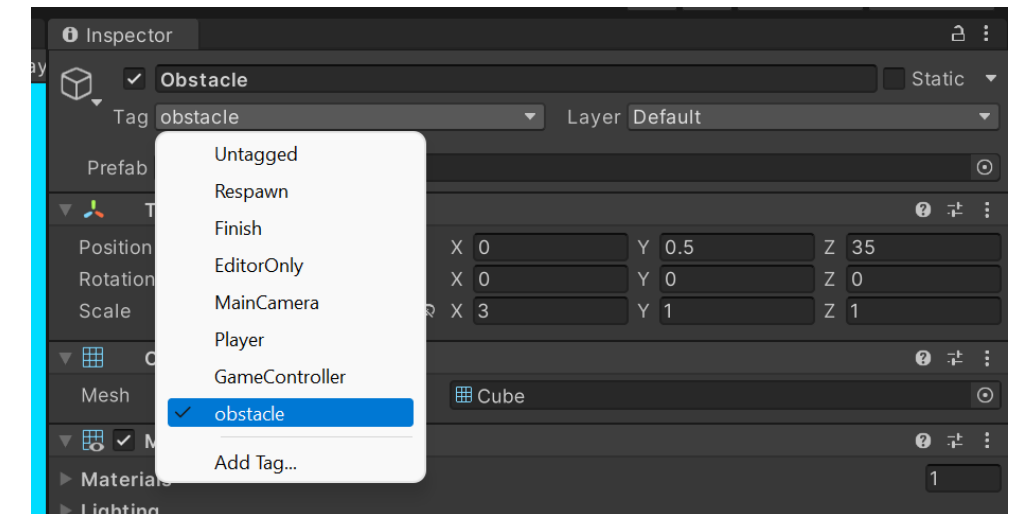 Inspector
Obstacle Static
Tag obstacle Layer Default
Untagged
Respawn
Finish
EditorOnly
MainCamera
Player
GameController
obstacle
Add Tag...
Prefab
Position X 0 Y 0.5 Z 35
Rotation X 0 Y 0 Z 0
Scale X 3 Y 1 Z 1
Mesh Cube
Materials 1
Lighting